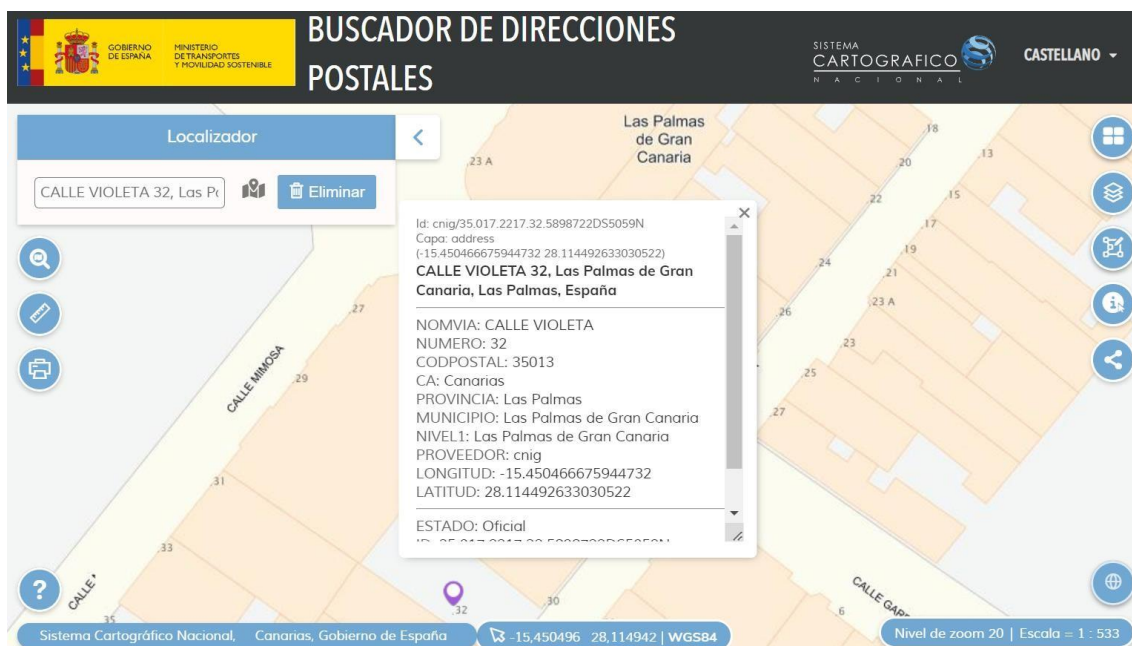 GOBIERNO
DE ESPAÑA
MINISTERIO
DE TRANSPORTES
Y MOVILIDAD SOSTENIBLE
BUSCADOR DE DIRECCIONES
POSTALES
SISTEMA
CARTOGRAFICO
NACIONAL
CASTELLANO
Localizador
CALLE VIOLETA 32, Las P
Eliminar
Las Palmas
de Gran
Canaria
23 A
18
20
13
22
15
17
19
24
21
23 A
26
23
25
27
27
29
CALLE MIMOSA
31
33
35
Id: cnig/35.017.2217.32.5898722DS5059N
Capa: address
(-15.450466675944732 28.114492633030522)
CALLE VIOLETA 32, Las Palmas de Gran
Canaria, Las Palmas, España
NOMVIA: CALLE VIOLETA
NUMERO: 32
CODPOSTAL: 35013
CA: Canarias
PROVINCIA: Las Palmas
MUNICIPIO: Las Palmas de Gran Canaria
NIVEL1: Las Palmas de Gran Canaria
PROVEEDOR: cnig
LONGITUD: -15.450466675944732
LATITUD: 28.114492633030522
ESTADO: Oficial
?
CALLE
32
30
6
CALLE GAR
Sistema Cartográfico Nacional, Canarias, Gobierno de España
-15,450496 28,114942 | WGS84
Nivel de zoom 20 | Escala = 1 : 533